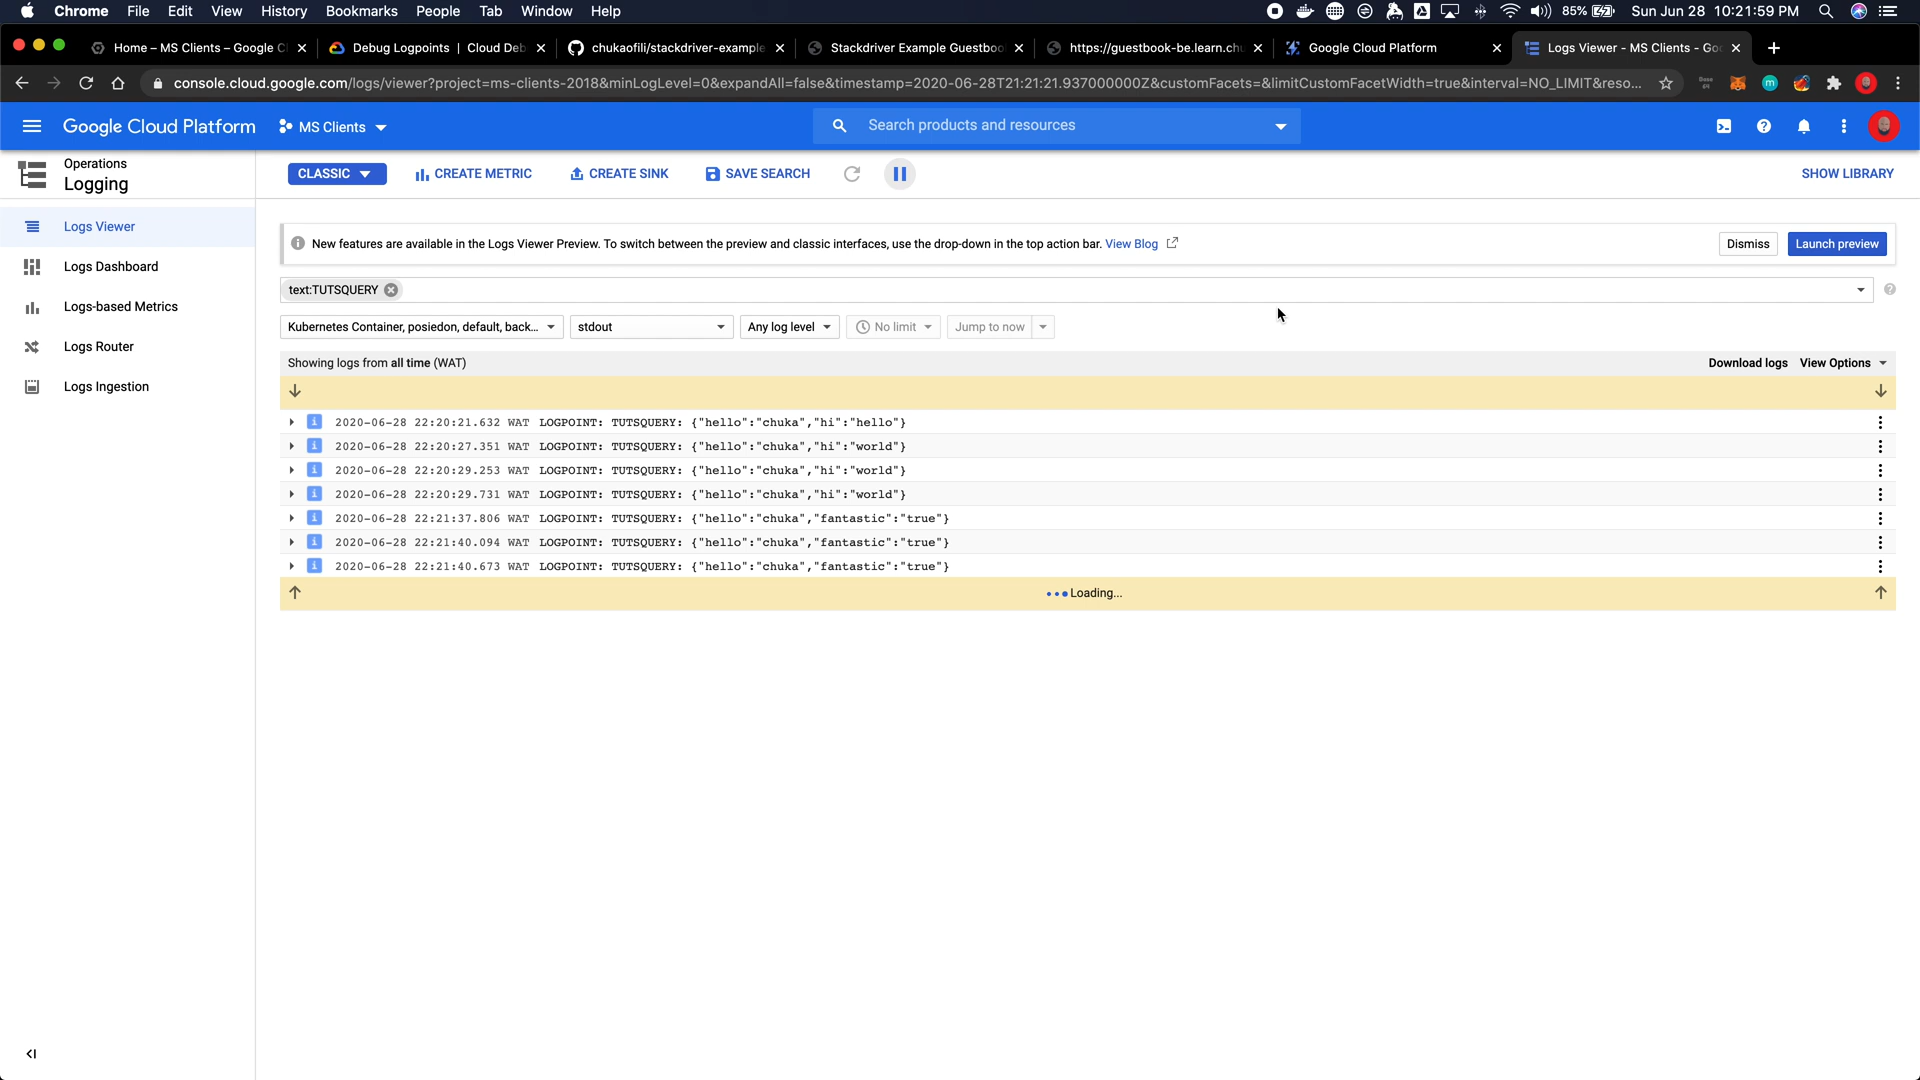 Chrome File Edit View History Bookmarks People Tab Window Help 85% Sun Jun 28 10:21:59 PM
Home – MS Clients – Google C Debug Logpoints | Cloud Deb chukaofili/stackdriver-example Stackdriver Example Guestboo https://guestbook-be.learn.ch Google Cloud Platform Logs Viewer - MS Clients - Goo
console.cloud.google.com/logs/viewer?project=ms-clients-2018&minLogLevel=0&expandAll=false&timestamp=2020-06-28T21:21:21.937000000Z&customFacets=&limitCustomFacetWidth=true&interval=NO_LIMIT&reso...
Google Cloud Platform MS Clients Search products and resources
Operations
Logging
CLASSIC CREATE METRIC CREATE SINK SAVE SEARCH SHOW LIBRARY
Logs Viewer
Logs Dashboard
Logs-based Metrics
Logs Router
Logs Ingestion
New features are available in the Logs Viewer Preview. To switch between the preview and classic interfaces, use the drop-down in the top action bar. View Blog Dismiss Launch preview
text:TUTSQUERY
Kubernetes Container, posiedon, default, back... stdout Any log level No limit Jump to now
Showing logs from all time (WAT) Download logs View Options
2020-06-28 22:20:21.632 WAT LOGPOINT: TUTSQUERY: {"hello":"chuka","hi":"hello"}
2020-06-28 22:20:27.351 WAT LOGPOINT: TUTSQUERY: {"hello":"chuka","hi":"world"}
2020-06-28 22:20:29.253 WAT LOGPOINT: TUTSQUERY: {"hello":"chuka","hi":"world"}
2020-06-28 22:20:29.731 WAT LOGPOINT: TUTSQUERY: {"hello":"chuka","hi":"world"}
2020-06-28 22:21:37.806 WAT LOGPOINT: TUTSQUERY: {"hello":"chuka","fantastic":"true"}
2020-06-28 22:21:40.094 WAT LOGPOINT: TUTSQUERY: {"hello":"chuka","fantastic":"true"}
2020-06-28 22:21:40.673 WAT LOGPOINT: TUTSQUERY: {"hello":"chuka","fantastic":"true"}
Loading...